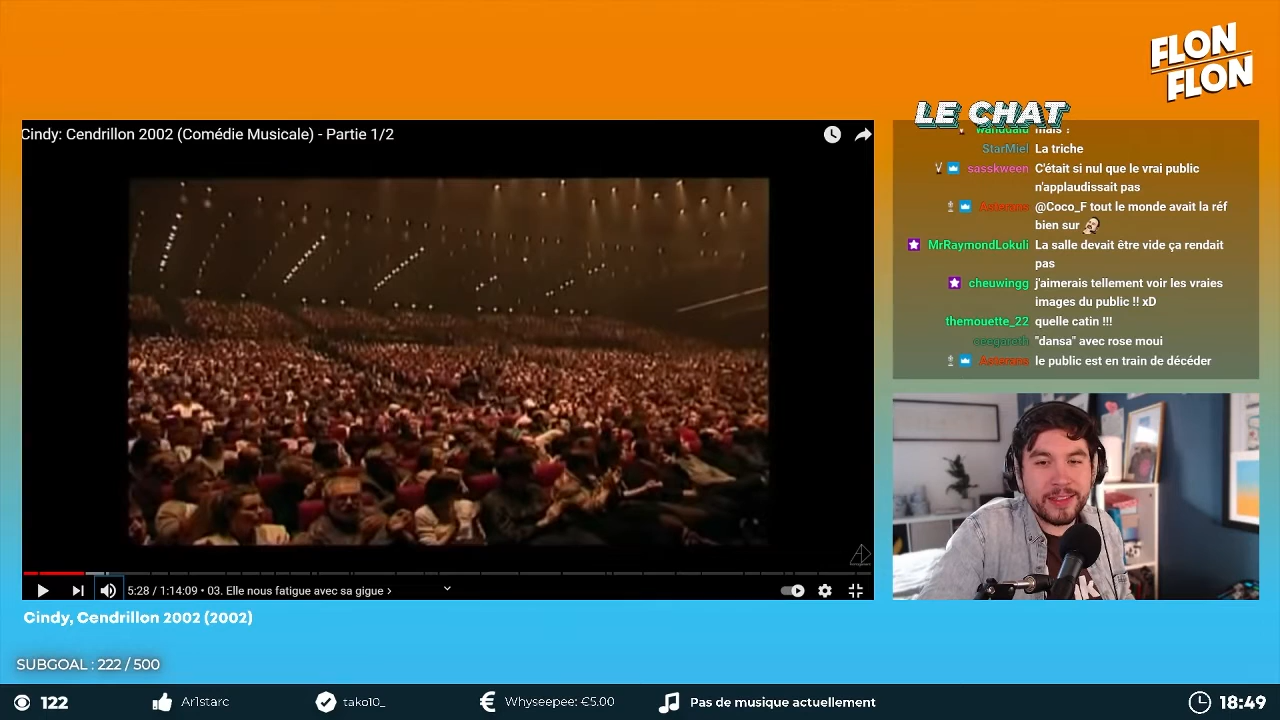 FLON
FLON
LE CHAT
Cindy: Cendrillon 2002 (Comédie Musicale) - Partie 1/2
mais :
StarMiel La triche
sasskween C'était si nul que le vrai public
n'applaudissait pas
Asterans @Coco_F tout le monde avait la réf
bien sur
MrRaymondLokuli La salle devait être vide ça rendait
pas
cheuwingg j'aimerais tellement voir les vraies
images du public !! xD
themouette_22 quelle catin !!!
"dansa" avec rose moui
Asterans le public est en train de décéder
5:28 / 1:14:09 • 03. Elle nous fatigue avec sa gigue
Cindy, Cendrillon 2002 (2002)
SUBGOAL : 222 / 500
122
Ar1starc
tako10_
Whyseepee: €5.00
Pas de musique actuellement
18:49